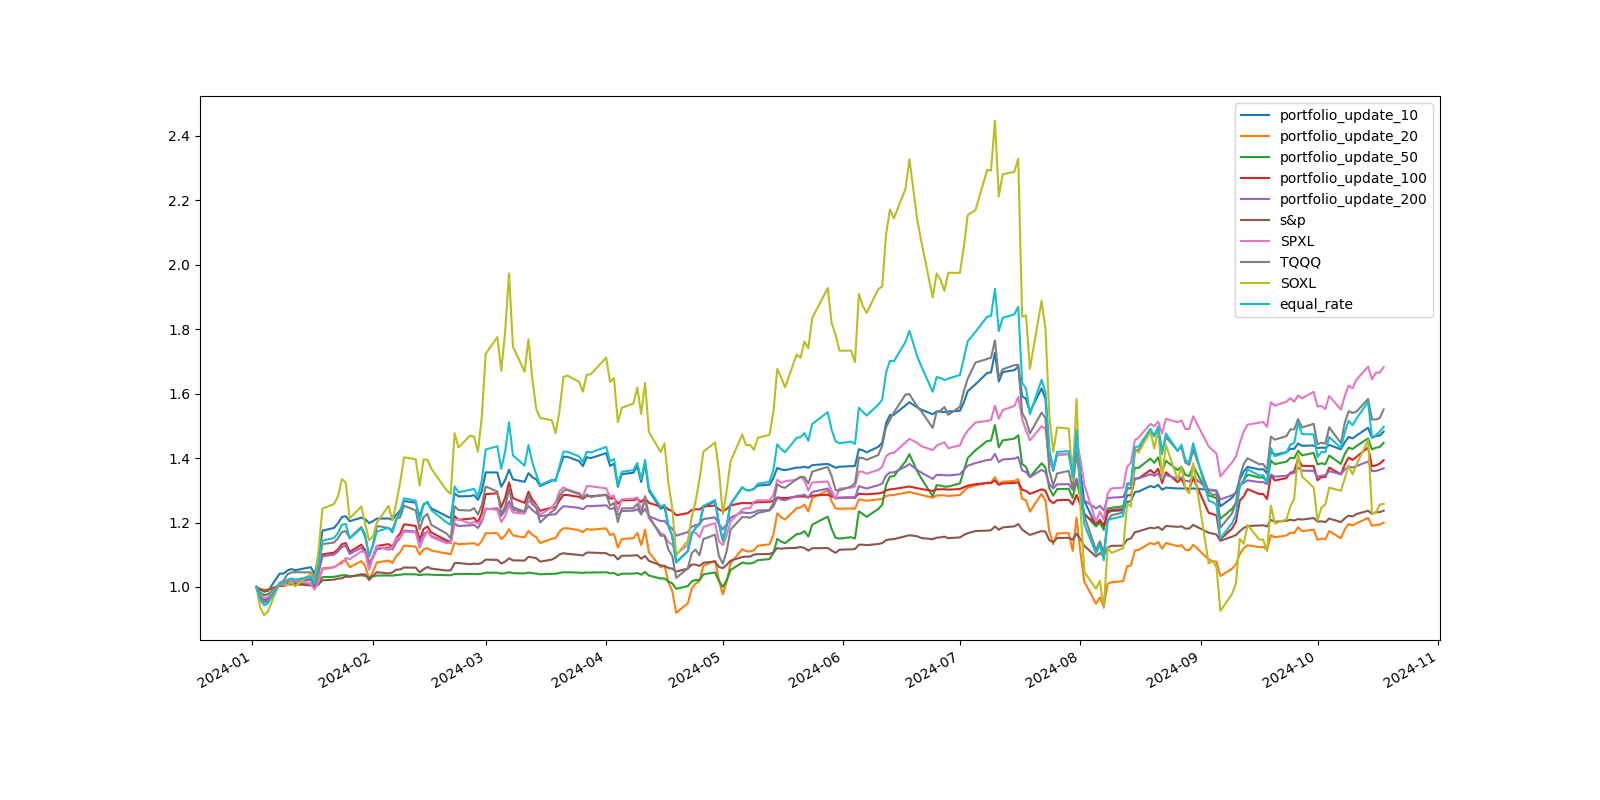 2.4
2.2
2.0
1.8
1.6
1.4
1.2
1.0
portfolio_update_10
portfolio_update_20
portfolio_update_50
portfolio_update_100
portfolio_update_200
s&p
SPXL
TQQQ
SOXL
equal_rate
2024-01
2024-02
2024-03
2024-04
2024-05
2024-06
2024-07
2024-08
2024-09
2024-10
2024-11